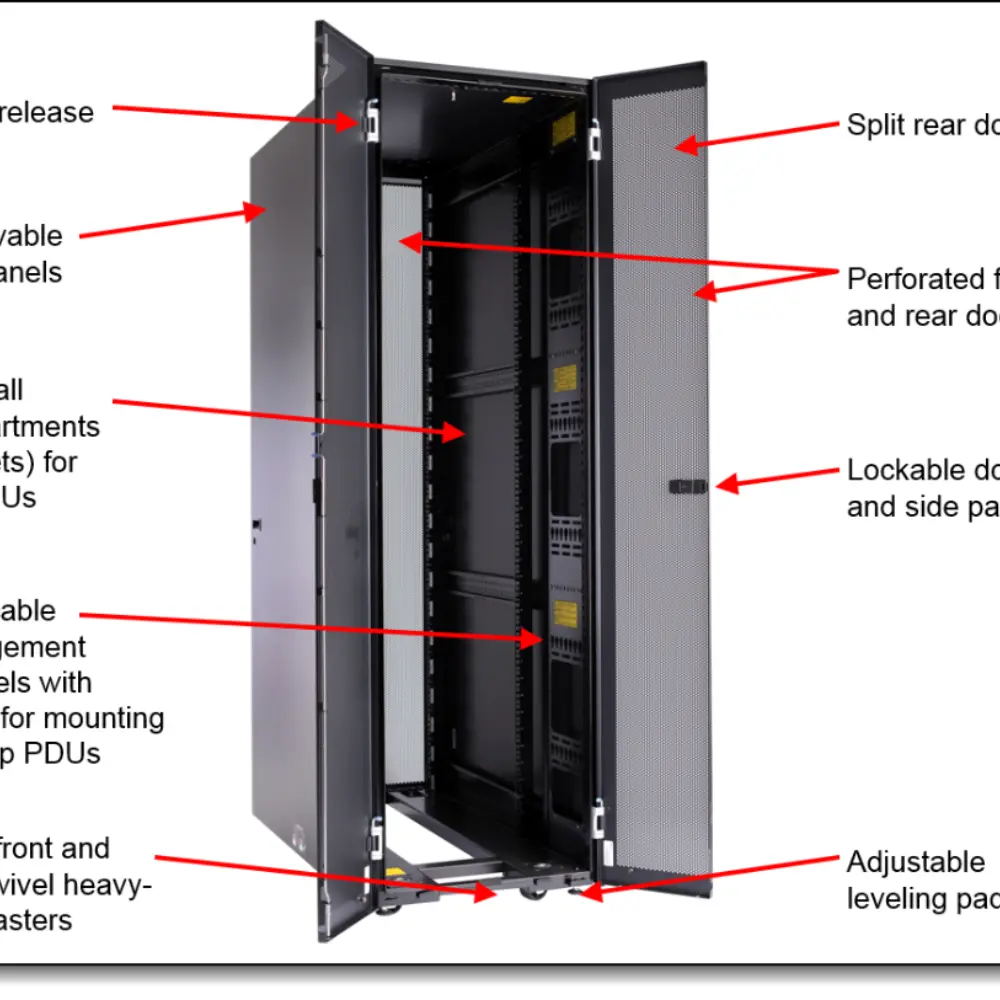 release
Split rear do
vable
anels
Perforated f
and rear doo
all
artments
ets) for
Us
Lockable do
and side pa
able
gement
els with
for mounting
p PDUs
front and
wivel heavy-
asters
Adjustable
leveling pad